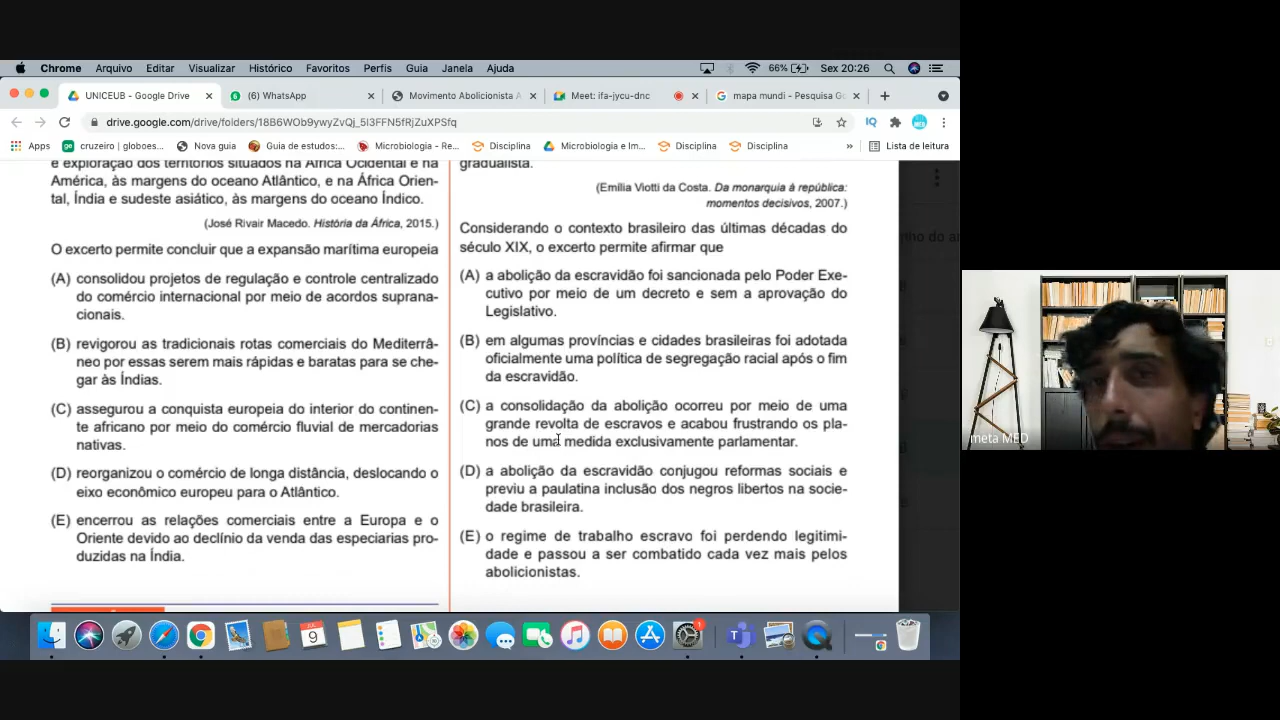 Chrome Arquivo Editar Visualizar Histórico Favoritos Perfis Guia Janela Ajuda 66% Sex 20:26
UNICEUB - Google Drive × (6) WhatsApp × Movimento Abolicionista A × Meet: ifa-jycu-dnc × mapa mundi - Pesquisa Go × +
drive.google.com/drive/folders/18B6WOb9ywyZvQj_5I3FFN5fRjZuXPSfq IQ
Apps cruzeiro | globoes... Nova guia Guia de estudos:... Microbiologia - Re... Disciplina Microbiologia e Im... Disciplina Disciplina » Lista de leitura
e exploração dos territórios situados na África Ocidental e na
América, às margens do oceano Atlântico, e na África Orien-
tal, Índia e sudeste asiático, às margens do oceano Índico.
(José Rivair Macedo. História da África, 2015.)
O excerto permite concluir que a expansão marítima europeia
(A) consolidou projetos de regulação e controle centralizado
do comércio internacional por meio de acordos suprana-
cionais.
(B) revigorou as tradicionais rotas comerciais do Mediterrâ-
neo por essas serem mais rápidas e baratas para se che-
gar às Índias.
(C) assegurou a conquista europeia do interior do continen-
te africano por meio do comércio fluvial de mercadorias
nativas.
(D) reorganizou o comércio de longa distância, deslocando o
eixo econômico europeu para o Atlântico.
(E) encerrou as relações comerciais entre a Europa e o
Oriente devido ao declínio da venda das especiarias pro-
duzidas na Índia.
gradualista.
(Emília Viotti da Costa. Da monarquia à república:
momentos decisivos, 2007.)
Considerando o contexto brasileiro das últimas décadas do
século XIX, o excerto permite afirmar que
(A) a abolição da escravidão foi sancionada pelo Poder Exe-
cutivo por meio de um decreto e sem a aprovação do
Legislativo.
(B) em algumas províncias e cidades brasileiras foi adotada
oficialmente uma política de segregação racial após o fim
da escravidão.
(C) a consolidação da abolição ocorreu por meio de uma
grande revolta de escravos e acabou frustrando os pla-
nos de uma medida exclusivamente parlamentar.
(D) a abolição da escravidão conjugou reformas sociais e
previu a paulatina inclusão dos negros libertos na socie-
dade brasileira.
(E) o regime de trabalho escravo foi perdendo legitimi-
dade e passou a ser combatido cada vez mais pelos
abolicionistas.
meta MED
9
1